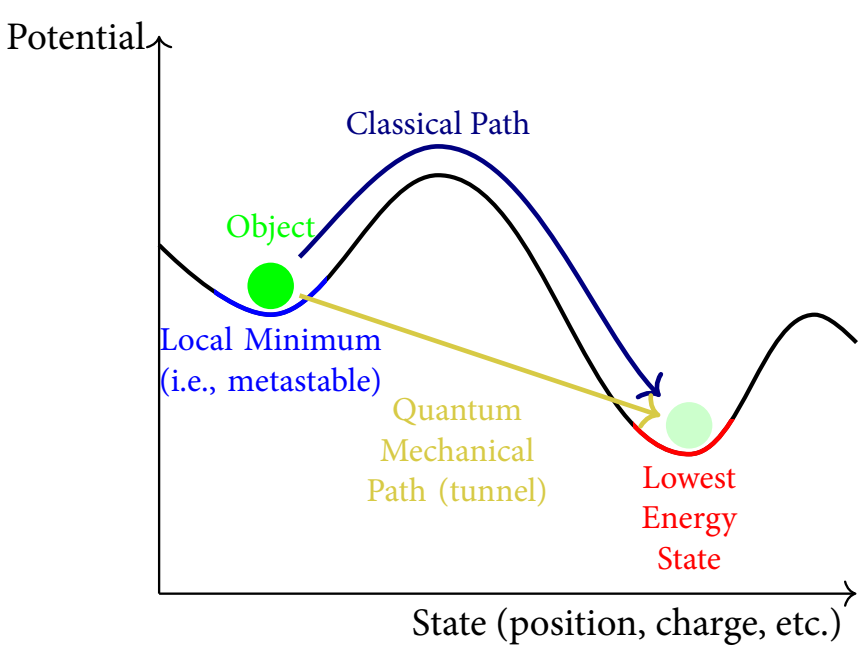 Potential
Classical Path
Object
Local Minimum
(i.e., metastable)
Quantum
Mechanical
Path (tunnel)
Lowest
Energy
State
State (position, charge, etc.)